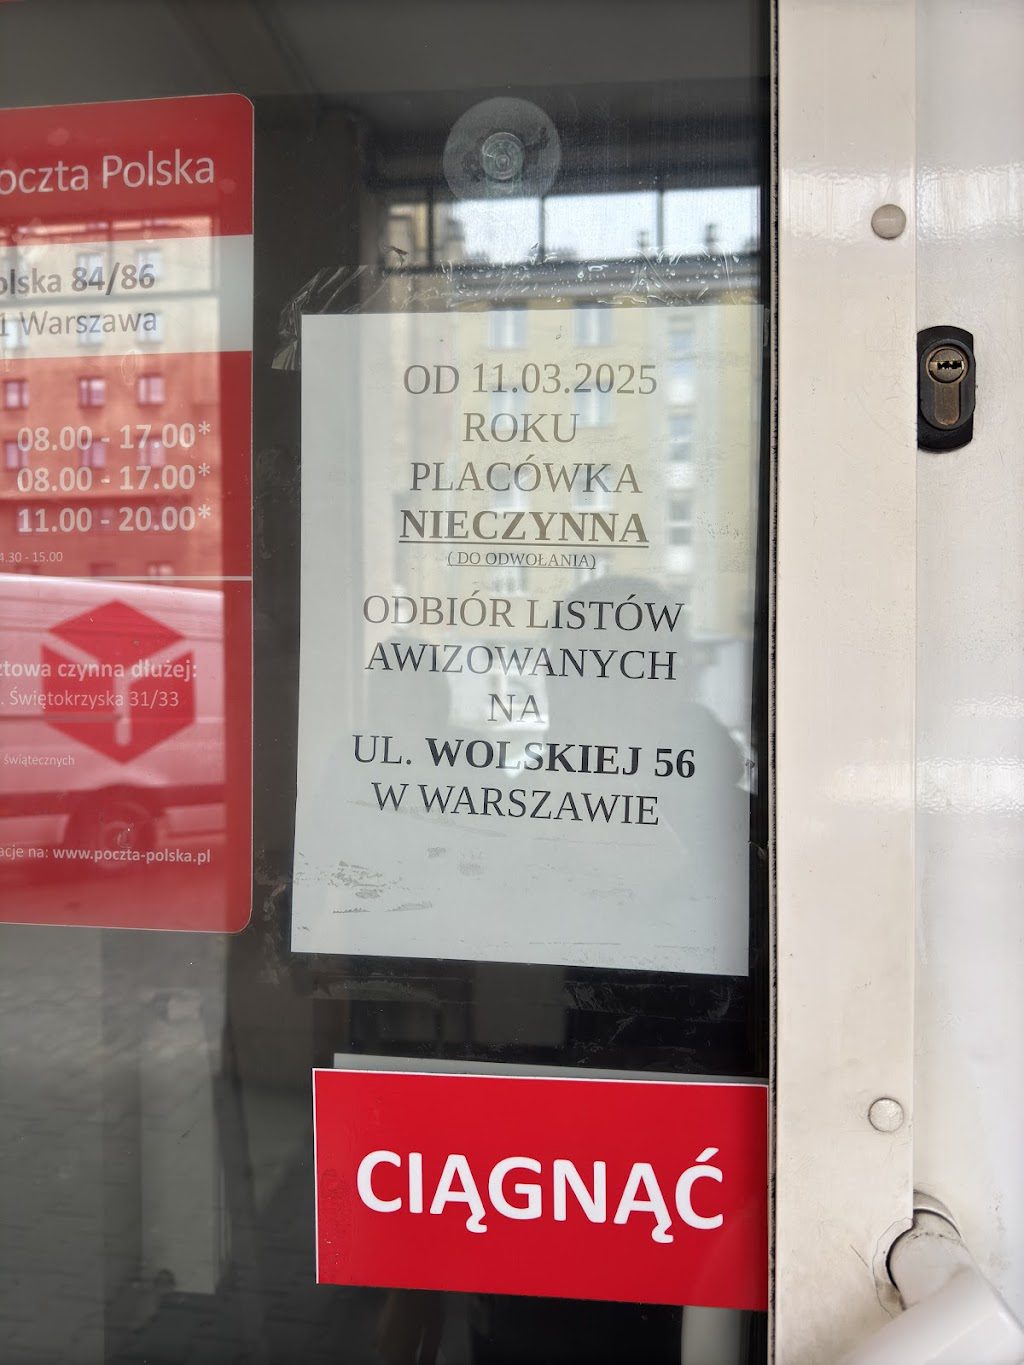 oczta Polska
olska 84/86
1 Warszawa
08.00 - 17.00*
08.00 - 17.00*
11.00 - 20.00*
4.30 - 15.00
ztowa czynna dłużej:
. Świętokrzyska 31/33
świątecznych
acje na: www.poczta-polska.pl
OD 11.03.2025
ROKU
PLACÓWKA
NIECZYNNA
( DO ODWOŁANIA)
ODBIÓR LISTÓW
AWIZOWANYCH
NA
UL. WOLSKIEJ 56
W WARSZAWIE
CIĄGNĄĆ